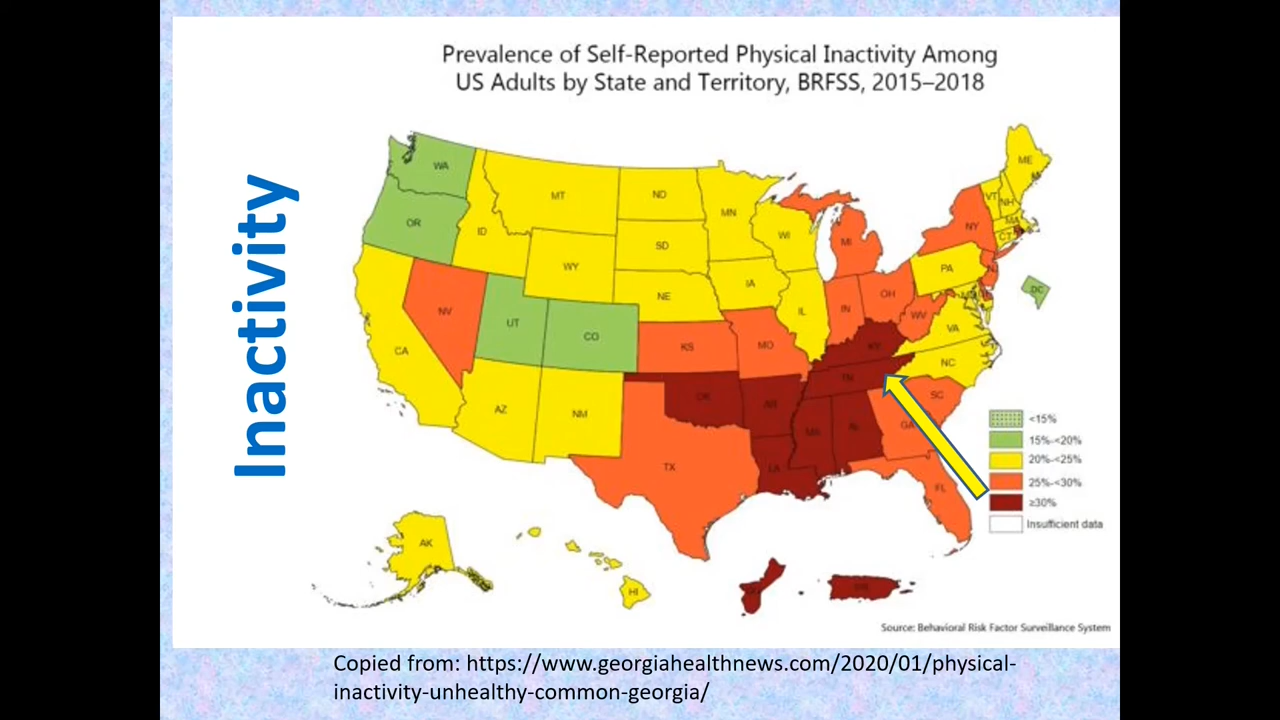 Prevalence of Self-Reported Physical Inactivity Among
US Adults by State and Territory, BRFSS, 2015–2018
Inactivity
WA
OR
ID
MT
ND
MN
SD
WY
NE
IA
WI
IL
MI
IN
OH
PA
NY
VT
NH
ME
MA
CT
NJ
DC
WV
VA
NC
SC
GA
FL
KY
TN
AL
AR
LA
OK
TX
KS
MO
NV
UT
CO
CA
AZ
NM
AK
HI
<15%
15%-<20%
20%-<25%
25%-<30%
≥30%
Insufficient data
Source: Behavioral Risk Factor Surveillance System
Copied from: https://www.georgiahealthnews.com/2020/01/physical-
inactivity-unhealthy-common-georgia/